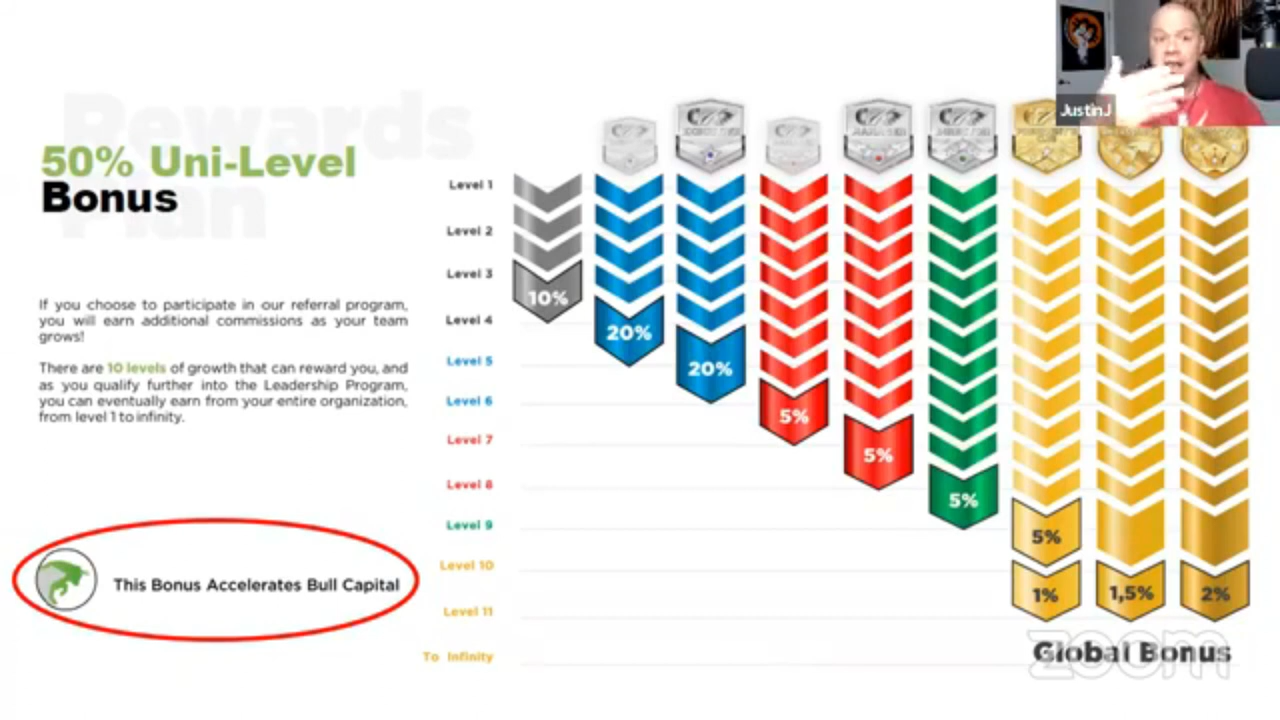 Rewards
Plan
50% Uni-Level
Bonus
If you choose to participate in our referral program,
you will earn additional commissions as your team
grows!
There are 10 levels of growth that can reward you, and
as you qualify further into the Leadership Program,
you can eventually earn from your entire organization,
from level 1 to infinity.
This Bonus Accelerates Bull Capital
JustinJ
Level 1
Level 2
Level 3
10%
Level 4
20%
Level 5
20%
Level 6
5%
Level 7
5%
Level 8
5%
Level 9
5%
Level 10
1%
1,5%
2%
Level 11
To Infinity
Global Bonus
zoom